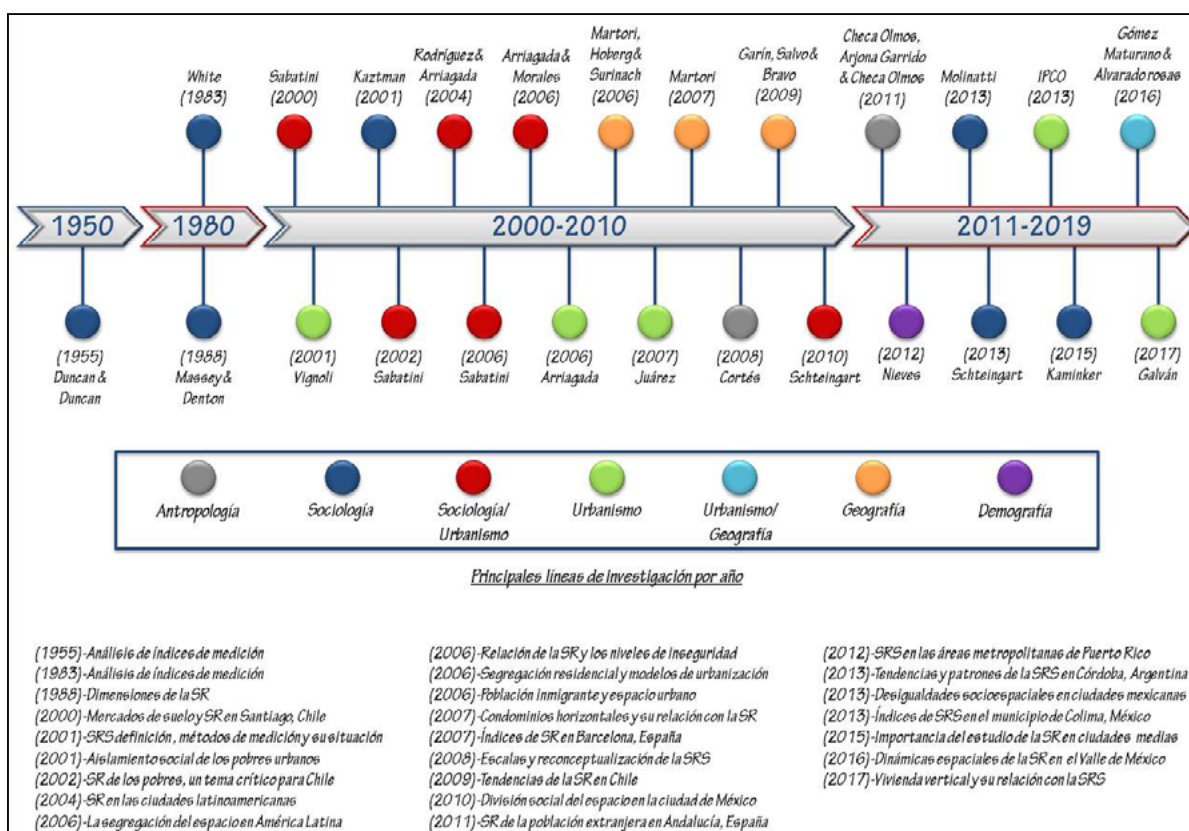 White
(1983)
Sabatini
(2000)
Kaztman
(2001)
Rodríguez &
Arriagada
(2004)
Arriagada &
Morales
(2006)
Martori,
Hoberg &
Surinach
(2006)
Martori
(2007)
Garín, Salvo &
Bravo
(2009)
Checa Olmos,
Arjona Garrido
& Checa Olmos
(2011)
Molinatti
(2013)
IPCO
(2013)
Gómez
Maturano &
Alvarado rosas
(2016)
1950
1980
2000-2010
2011-2019
(1955)
Duncan &
Duncan
(1988)
Massey &
Denton
(2001)
Vignoli
(2002)
Sabatini
(2006)
Sabatini
(2006)
Arriagada
(2007)
Juárez
(2008)
Cortés
(2010)
Schteingart
(2012)
Nieves
(2013)
Schteingart
(2015)
Kaminker
(2017)
Galván
Antropología
Sociología
Sociología/
Urbanismo
Urbanismo
Urbanismo/
Geografía
Geografía
Demografía
Principales líneas de investigación por año
(1955)-Análisis de índices de medición
(1983)-Análisis de índices de medición
(1988)-Dimensiones de la SR
(2000)-Mercados de suelo y SR en Santiago, Chile
(2001)-SRS definición, métodos de medición y su situación
(2001)-Aislamiento social de los pobres urbanos
(2002)-SR de los pobres, un tema crítico para Chile
(2004)-SR en las ciudades latinoamericanas
(2006)-La segregación del espacio en América Latina
(2006)-Relación de la SR y los niveles de inseguridad
(2006)-Segregación residencial y modelos de urbanización
(2006)-Población inmigrante y espacio urbano
(2007)-Condominios horizontales y su relación con la SR
(2007)-Índices de SR en Barcelona, España
(2008)-Escalas y reconceptualización de la SRS
(2009)-Tendencias de la SR en Chile
(2010)-División social del espacio en la ciudad de México
(2011)-SR de la población extranjera en Andalucía, España
(2012)-SRS en las áreas metropolitanas de Puerto Rico
(2013)-Tendencias y patrones de la SRS en Córdoba, Argentina
(2013)-Desigualdades socioespaciales en ciudades mexicanas
(2013)-Índices de SRS en el municipio de Colima, México
(2015)-Importancia del estudio de la SR en ciudades medias
(2016)-Dinámicas espaciales de la SR en el Valle de México
(2017)-Vivienda vertical y su relación con la SRS